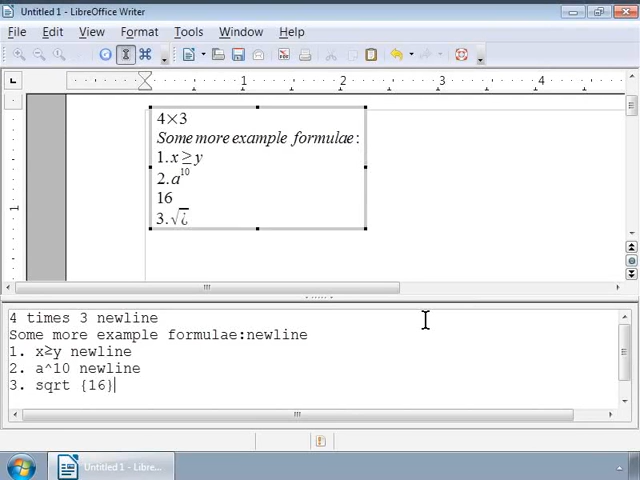 Untitled 1 - LibreOffice Writer
File Edit View Format Tools Window Help
1 2 3 4
4×3
Some more example formulae:
1. x ≥ y
2. a^10
16
3. √¿
1
4 times 3 newline
Some more example formulae:newline
1. x≥y newline
2. a^10 newline
3. sqrt {16}
Untitled 1 - Libre...